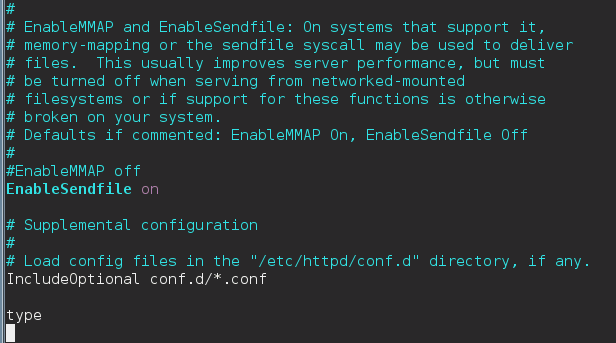 #
# EnableMMAP and EnableSendfile: On systems that support it,
# memory-mapping or the sendfile syscall may be used to deliver
# files.  This usually improves server performance, but must
# be turned off when serving from networked-mounted
# filesystems or if support for these functions is otherwise
# broken on your system.
# Defaults if commented: EnableMMAP On, EnableSendfile Off
#
#EnableMMAP off
EnableSendfile on

# Supplemental configuration
#
# Load config files in the "/etc/httpd/conf.d" directory, if any.
IncludeOptional conf.d/*.conf

type